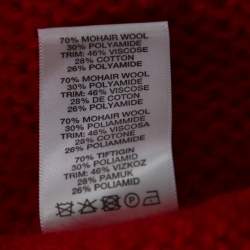 70% MOHAIR WOOL
30% POLYAMIDE
TRIM: 46% VISCOSE
28% COTTON
26% POLYAMIDE
70% MOHAIR WOOL
30% POLYAMIDE
TRIM: 46% VISCOSE
28% DE COTON
26% POLYAMIDE
70% MOHAIR WOOL
30% POLIAMMIDE
TRIM: 46% VISCOSA
28% COTONE
26% POLIAMMIDE
70% TIFTIGIN
30% POLIAMID
TRIM: 46% VIZKOZ
28% PAMUK
26% POLIAMID